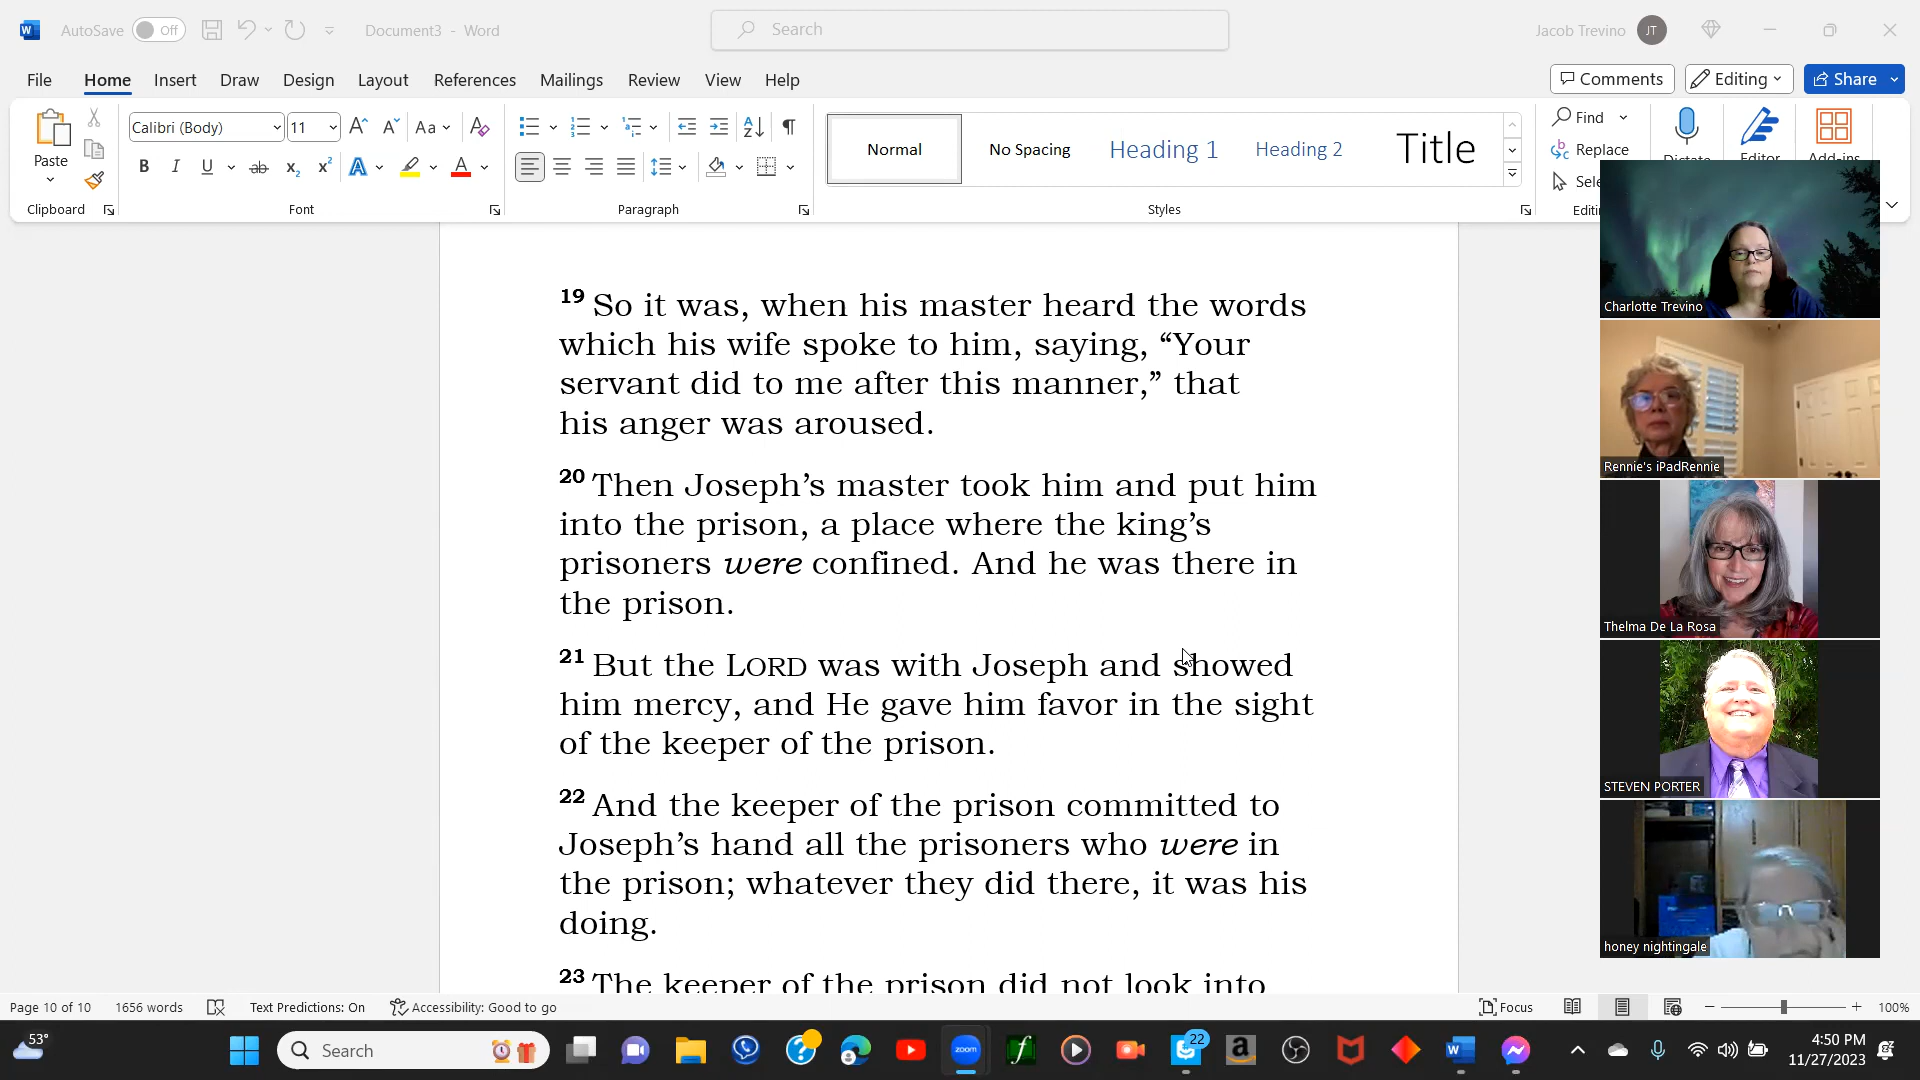 AutoSave Off Document3 - Word Search Jacob Trevino JT
File Home Insert Draw Design Layout References Mailings Review View Help Comments Editing Share
Paste Calibri (Body) 11 Normal No Spacing Heading 1 Heading 2 Title Find Replace
Clipboard Font Paragraph Styles
19 So it was, when his master heard the words
which his wife spoke to him, saying, “Your
servant did to me after this manner,” that
his anger was aroused.
20 Then Joseph’s master took him and put him
into the prison, a place where the king’s
prisoners were confined. And he was there in
the prison.
21 But the LORD was with Joseph and showed
him mercy, and He gave him favor in the sight
of the keeper of the prison.
22 And the keeper of the prison committed to
Joseph’s hand all the prisoners who were in
the prison; whatever they did there, it was his
doing.
23 The keeper of the prison did not look into
Charlotte Trevino
Rennie's iPadRennie
Thelma De La Rosa
STEVEN PORTER
honey nightingale
Page 10 of 10 1656 words Text Predictions: On Accessibility: Good to go Focus 100%
53° Search zoom 22 4:50 PM
11/27/2023